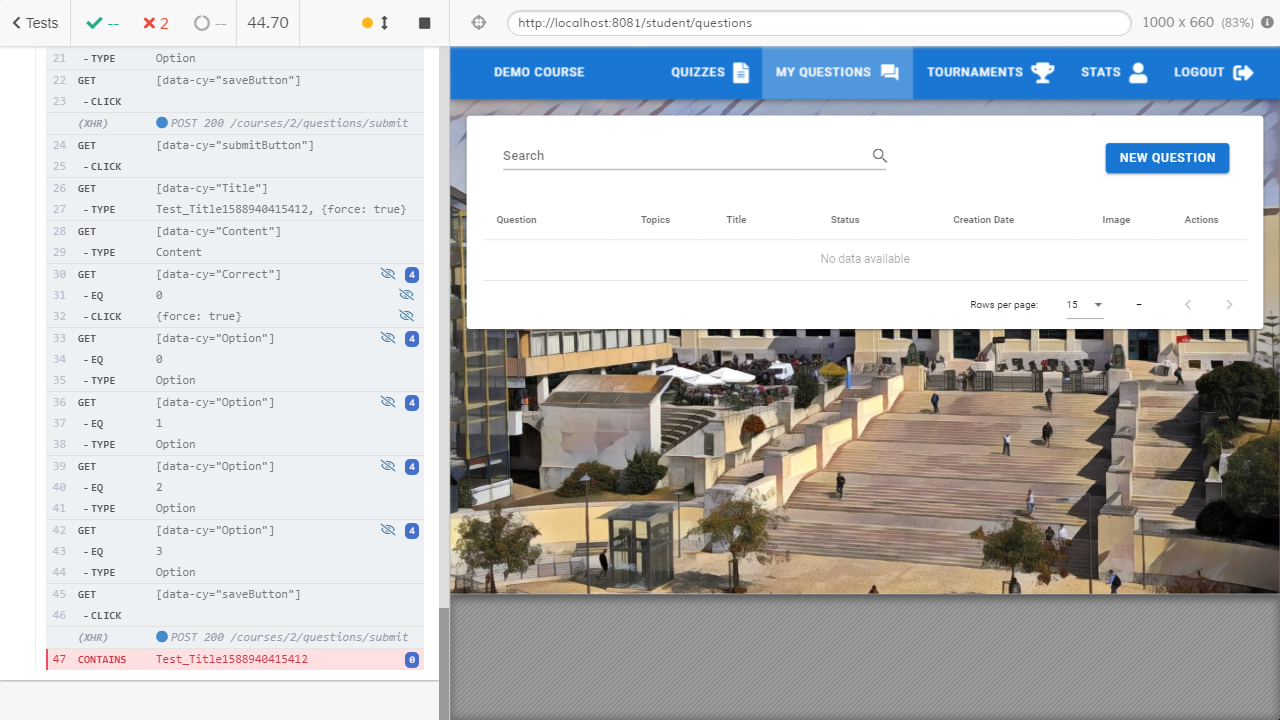 Tests
--
2
--
44.70
http://localhost:8081/student/questions
1000 x 660 (83%)
21 -TYPE Option
22 GET [data-cy="saveButton"]
23 -CLICK
(XHR) POST 200 /courses/2/questions/submit
24 GET [data-cy="submitButton"]
25 -CLICK
26 GET [data-cy="Title"]
27 -TYPE Test_Title1588940415412, {force: true}
28 GET [data-cy="Content"]
29 -TYPE Content
30 GET [data-cy="Correct"] 4
31 -EQ 0
32 -CLICK {force: true}
33 GET [data-cy="Option"] 4
34 -EQ 0
35 -TYPE Option
36 GET [data-cy="Option"] 4
37 -EQ 1
38 -TYPE Option
39 GET [data-cy="Option"] 4
40 -EQ 2
41 -TYPE Option
42 GET [data-cy="Option"] 4
43 -EQ 3
44 -TYPE Option
45 GET [data-cy="saveButton"]
46 -CLICK
(XHR) POST 200 /courses/2/questions/submit
47 CONTAINS Test_Title1588940415412 0
DEMO COURSE QUIZZES MY QUESTIONS TOURNAMENTS STATS LOGOUT
Search
NEW QUESTION
Question Topics Title Status Creation Date Image Actions
No data available
Rows per page: 15 –